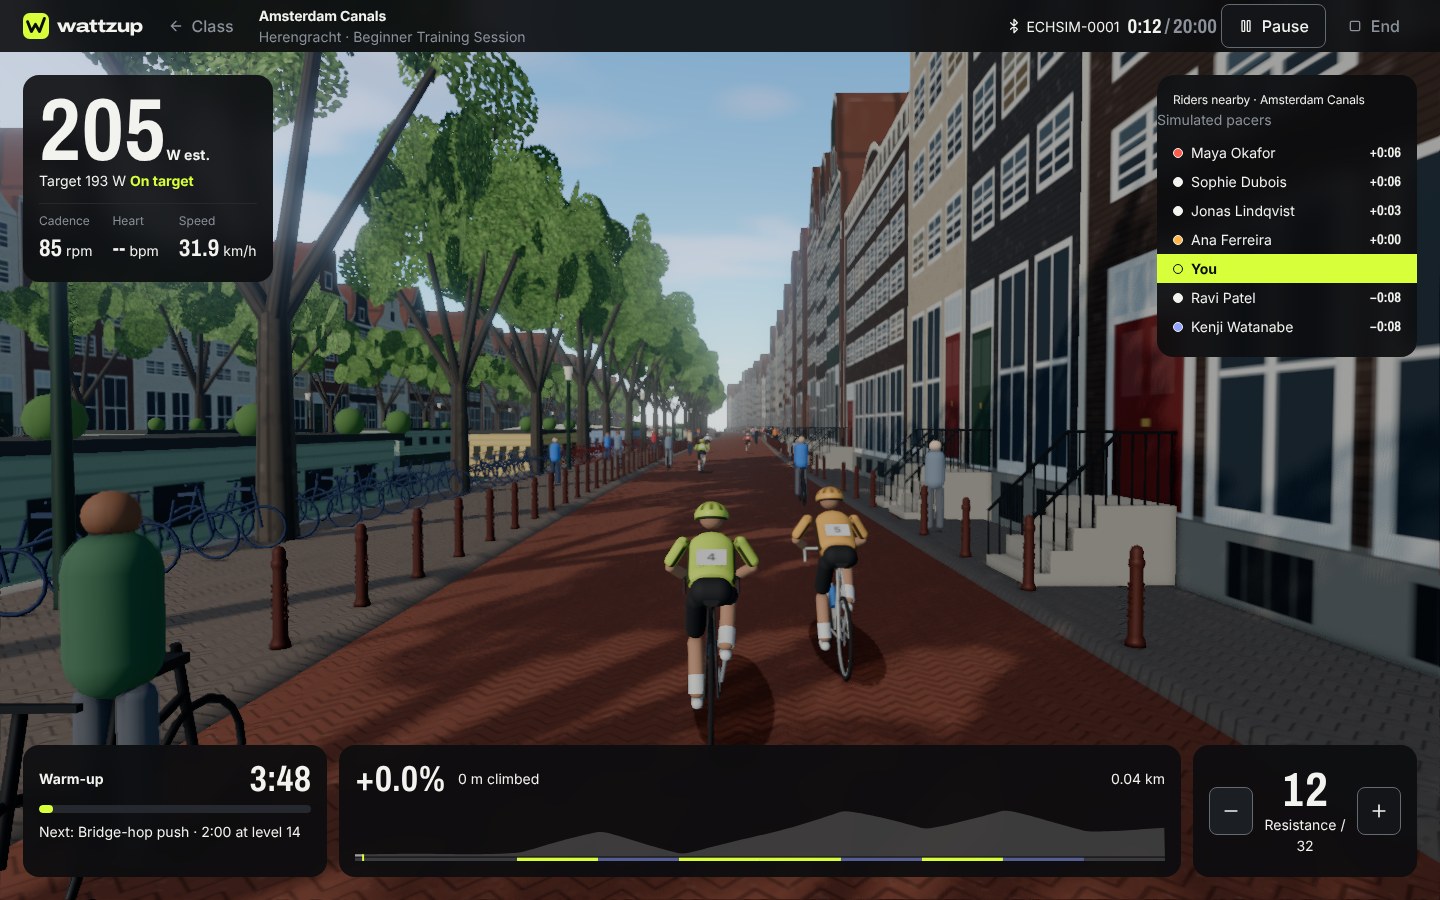 W wattzup
← Class
Amsterdam Canals
Herengracht · Beginner Training Session
ECHSIM-0001 0:12 / 20:00
Pause
End
205 W est.
Target 193 W On target
Cadence Heart Speed
85 rpm -- bpm 31.9 km/h
Riders nearby · Amsterdam Canals
Simulated pacers
Maya Okafor +0:06
Sophie Dubois +0:06
Jonas Lindqvist +0:03
Ana Ferreira +0:00
You
Ravi Patel −0:08
Kenji Watanabe −0:08
4
5
Warm-up 3:48
Next: Bridge-hop push · 2:00 at level 14
+0.0% 0 m climbed 0.04 km
− 12 +
Resistance /
32